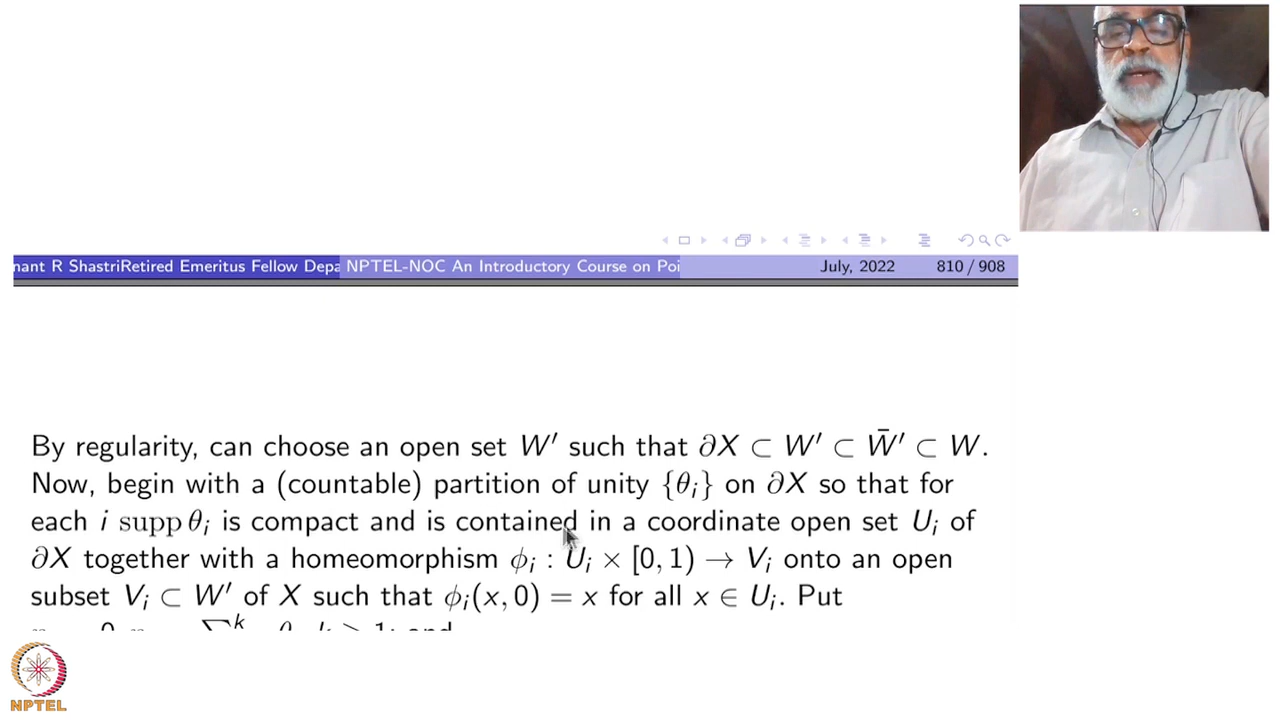 nant R ShastriRetired Emeritus Fellow Depa NPTEL-NOC An Introductory Course on Poi July, 2022 810 / 908
By regularity, can choose an open set W′ such that ∂X ⊂ W′ ⊂ W̄′ ⊂ W.
Now, begin with a (countable) partition of unity {θᵢ} on ∂X so that for
each i supp θᵢ is compact and is contained in a coordinate open set Uᵢ of
∂X together with a homeomorphism ϕᵢ : Uᵢ × [0, 1) → Vᵢ onto an open
subset Vᵢ ⊂ W′ of X such that ϕᵢ(x, 0) = x for all x ∈ Uᵢ. Put
NPTEL